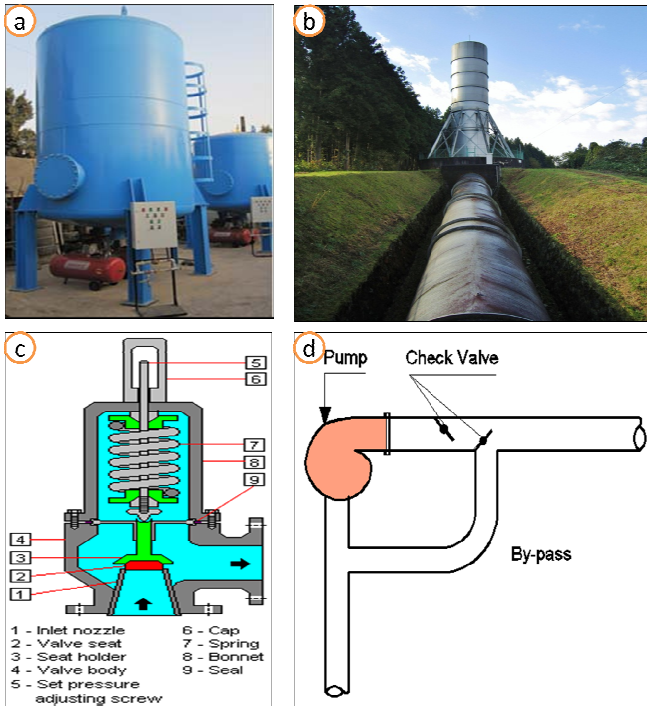 a
b
c
5
6
7
8
9
4
3
2
1
1 - Inlet nozzle
2 - Valve seat
3 - Seat holder
4 - Valve body
5 - Set pressure
adjusting screw
6 - Cap
7 - Spring
8 - Bonnet
9 - Seal
d
Pump
Check Valve
By-pass